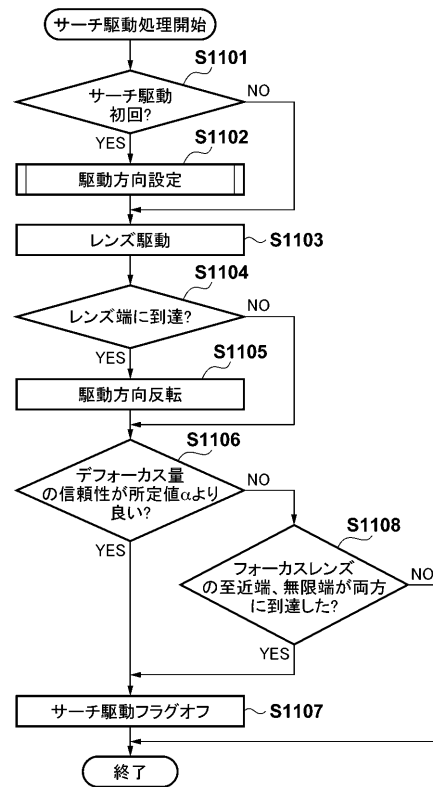 サーチ駆動処理開始
S1101
サーチ駆動
初回?
NO
YES
S1102
駆動方向設定
レンズ駆動
S1103
S1104
レンズ端に到達?
NO
YES
S1105
駆動方向反転
S1106
デフォーカス量
の信頼性が所定値αより
良い?
NO
YES
S1108
フォーカスレンズ
の至近端、無限端が両方
に到達した?
NO
YES
サーチ駆動フラグオフ
S1107
終了